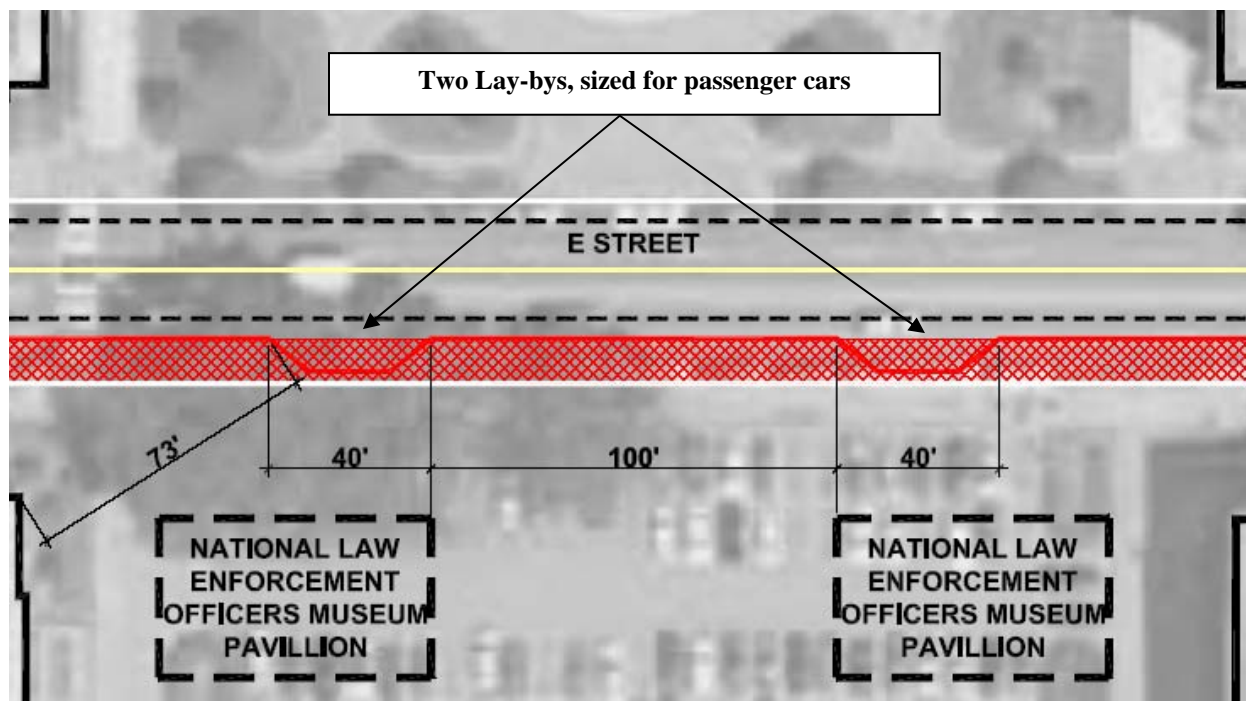 Two Lay-bys, sized for passenger cars
E STREET
73'
40'
100'
40'
NATIONAL LAW
ENFORCEMENT
OFFICERS MUSEUM
PAVILLION
NATIONAL LAW
ENFORCEMENT
OFFICERS MUSEUM
PAVILLION